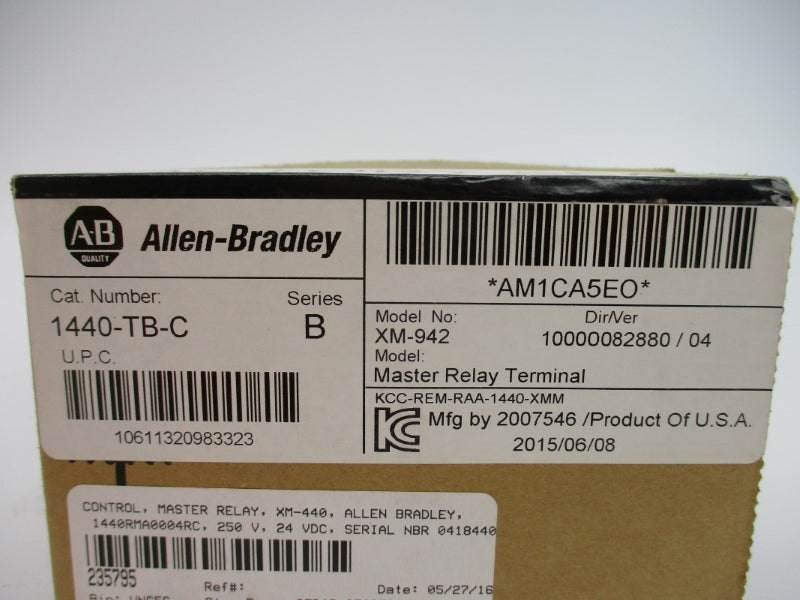 A-B
QUALITY
Allen-Bradley
*AM1CA5EO*
Cat. Number:
Series
1440-TB-C
B
U.P.C.
10611320983323
Model No:
Dir/Ver
XM-942
10000082880 / 04
Model:
Master Relay Terminal
KCC-REM-RAA-1440-XMM
Mfg by 2007546 /Product Of U.S.A.
2015/06/08
CONTROL, MASTER RELAY, XM-440, ALLEN BRADLEY,
1440RMA0004RC, 250 V, 24 VDC, SERIAL NBR 0418440
235795
Ref#:
Date: 05/27/16